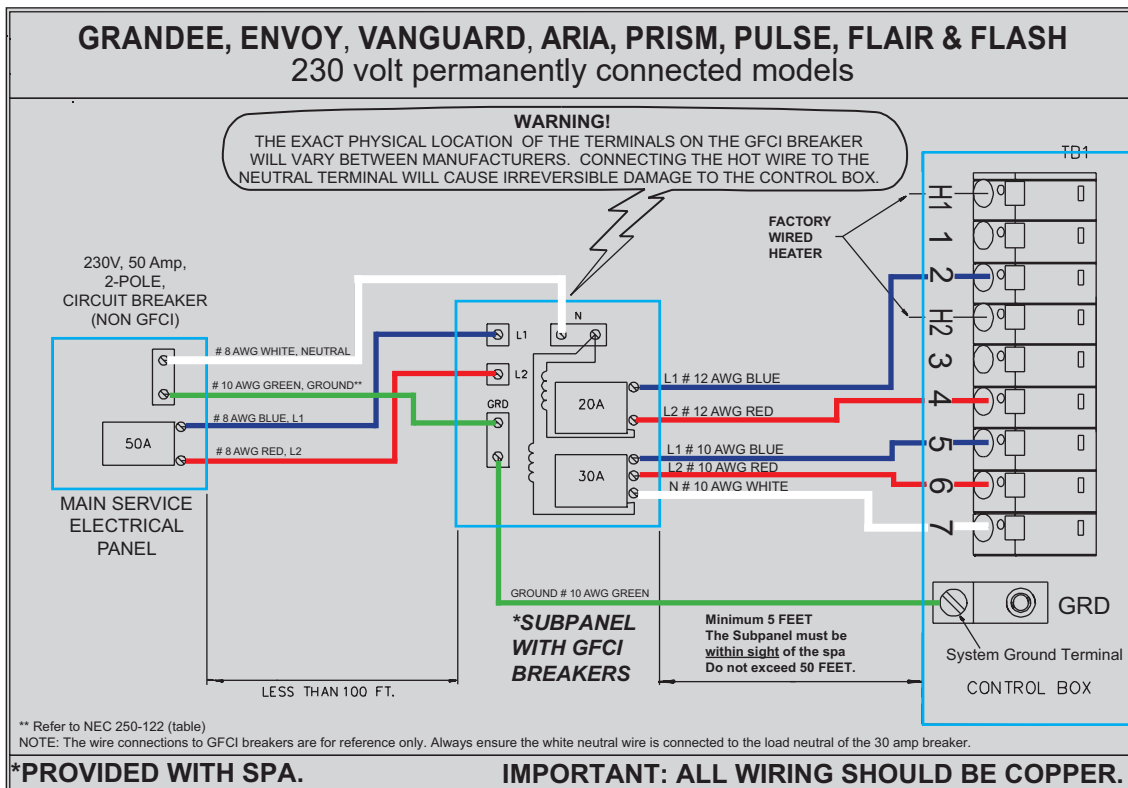 GRANDEE, ENVOY, VANGUARD, ARIA, PRISM, PULSE, FLAIR & FLASH
230 volt permanently connected models
WARNING!
THE EXACT PHYSICAL LOCATION OF THE TERMINALS ON THE GFCI BREAKER
WILL VARY BETWEEN MANUFACTURERS. CONNECTING THE HOT WIRE TO THE
NEUTRAL TERMINAL WILL CAUSE IRREVERSIBLE DAMAGE TO THE CONTROL BOX.
TB1
H1
1
2
H2
3
4
5
6
7
FACTORY
WIRED
HEATER
230V, 50 Amp,
2-POLE,
CIRCUIT BREAKER
(NON GFCI)
# 8 AWG WHITE, NEUTRAL
# 10 AWG GREEN, GROUND**
# 8 AWG BLUE, L1
50A
# 8 AWG RED, L2
MAIN SERVICE
ELECTRICAL
PANEL
N
L1
L2
GRD
20A
30A
L1 # 12 AWG BLUE
L2 # 12 AWG RED
L1 # 10 AWG BLUE
L2 # 10 AWG RED
N # 10 AWG WHITE
GROUND # 10 AWG GREEN
*SUBPANEL
WITH GFCI
BREAKERS
Minimum 5 FEET
The Subpanel must be
within sight of the spa
Do not exceed 50 FEET.
GRD
System Ground Terminal
CONTROL BOX
LESS THAN 100 FT.
** Refer to NEC 250-122 (table)
NOTE: The wire connections to GFCI breakers are for reference only. Always ensure the white neutral wire is connected to the load neutral of the 30 amp breaker.
*PROVIDED WITH SPA.
IMPORTANT: ALL WIRING SHOULD BE COPPER.